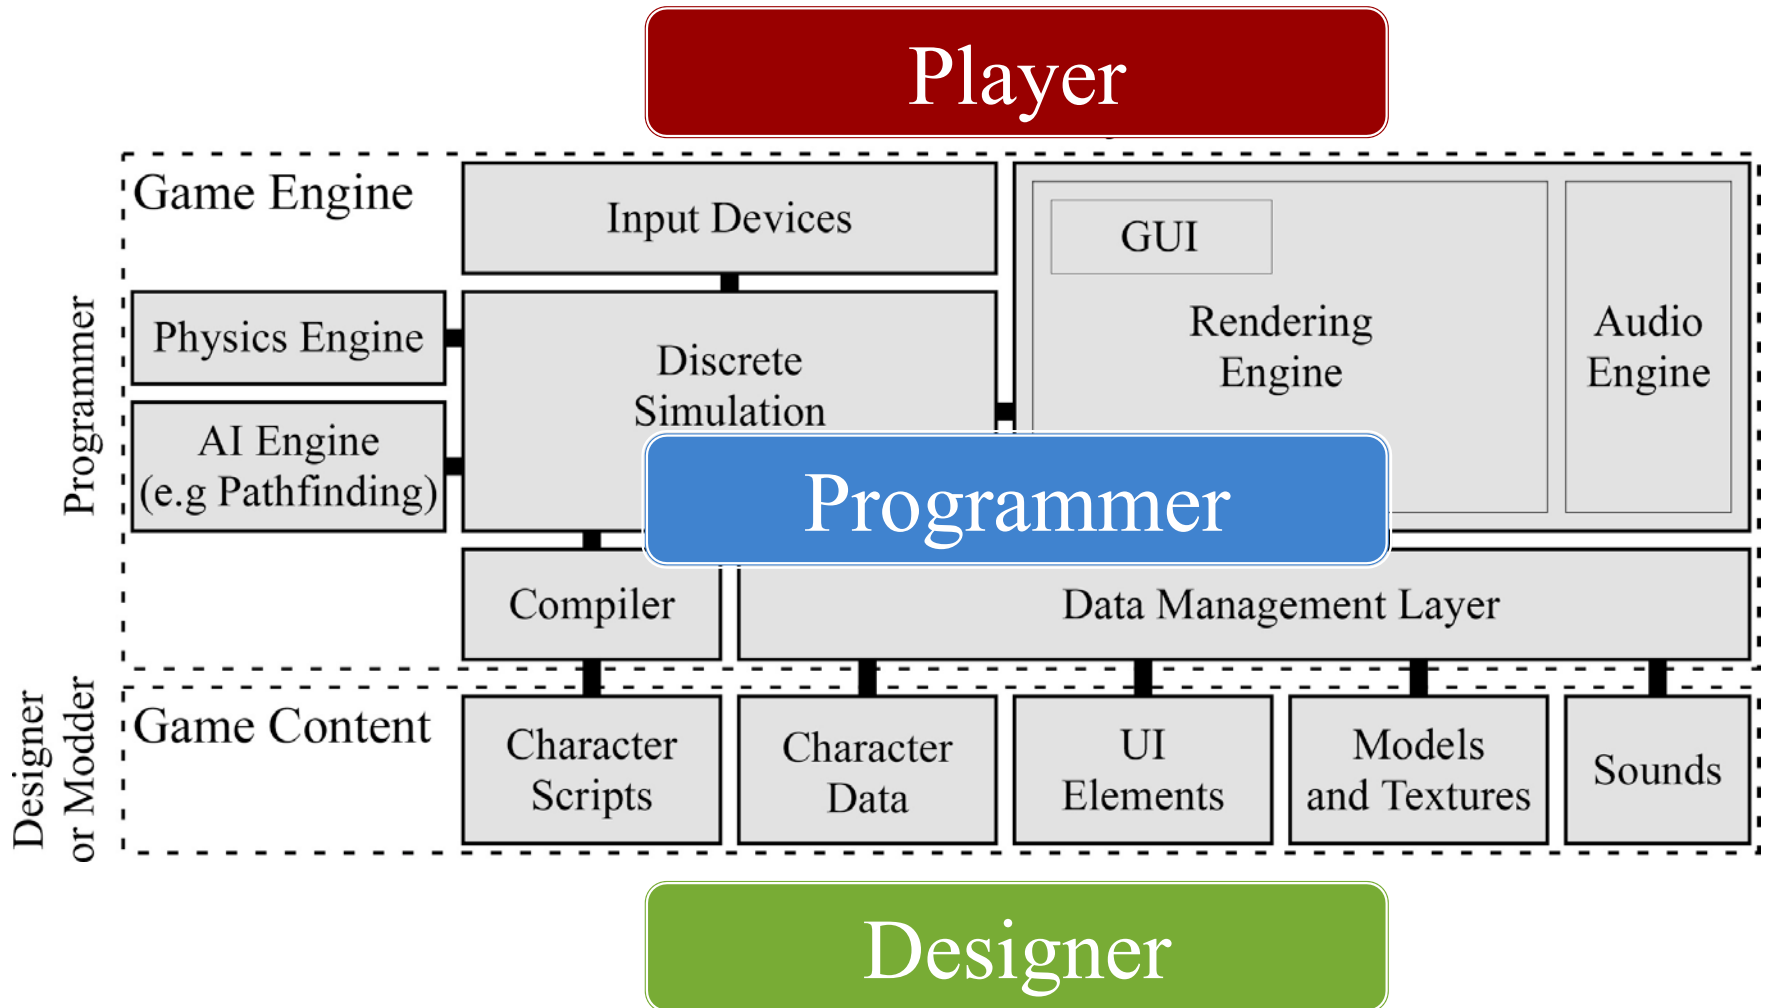 Player
Game Engine
Input Devices
GUI
Rendering
Engine
Audio
Engine
Physics Engine
Discrete
Simulation
AI Engine
(e.g Pathfinding)
Programmer
Programmer
Compiler
Data Management Layer
Designer
or Modder
Game Content
Character
Scripts
Character
Data
UI
Elements
Models
and Textures
Sounds
Designer